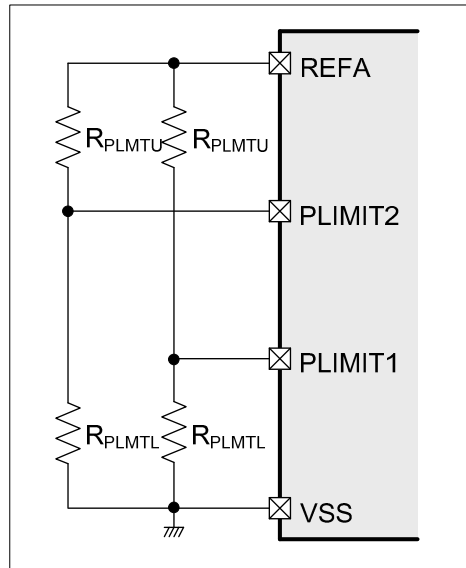 REFA
RPLMTU RPLMTU
PLIMIT2
PLIMIT1
RPLMTL RPLMTL
VSS